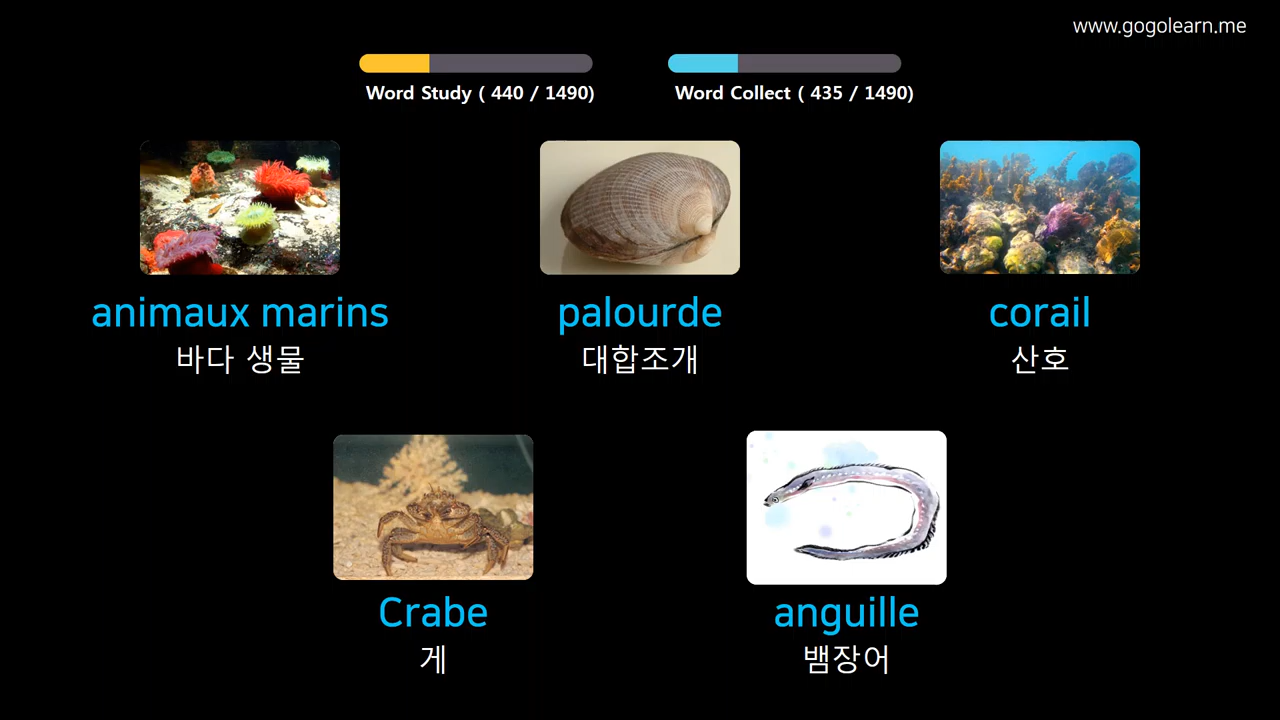 www.gogolearn.me
Word Study ( 440 / 1490)
Word Collect ( 435 / 1490)
animaux marins
바다 생물
palourde
대합조개
corail
산호
Crabe
게
anguille
뱀장어